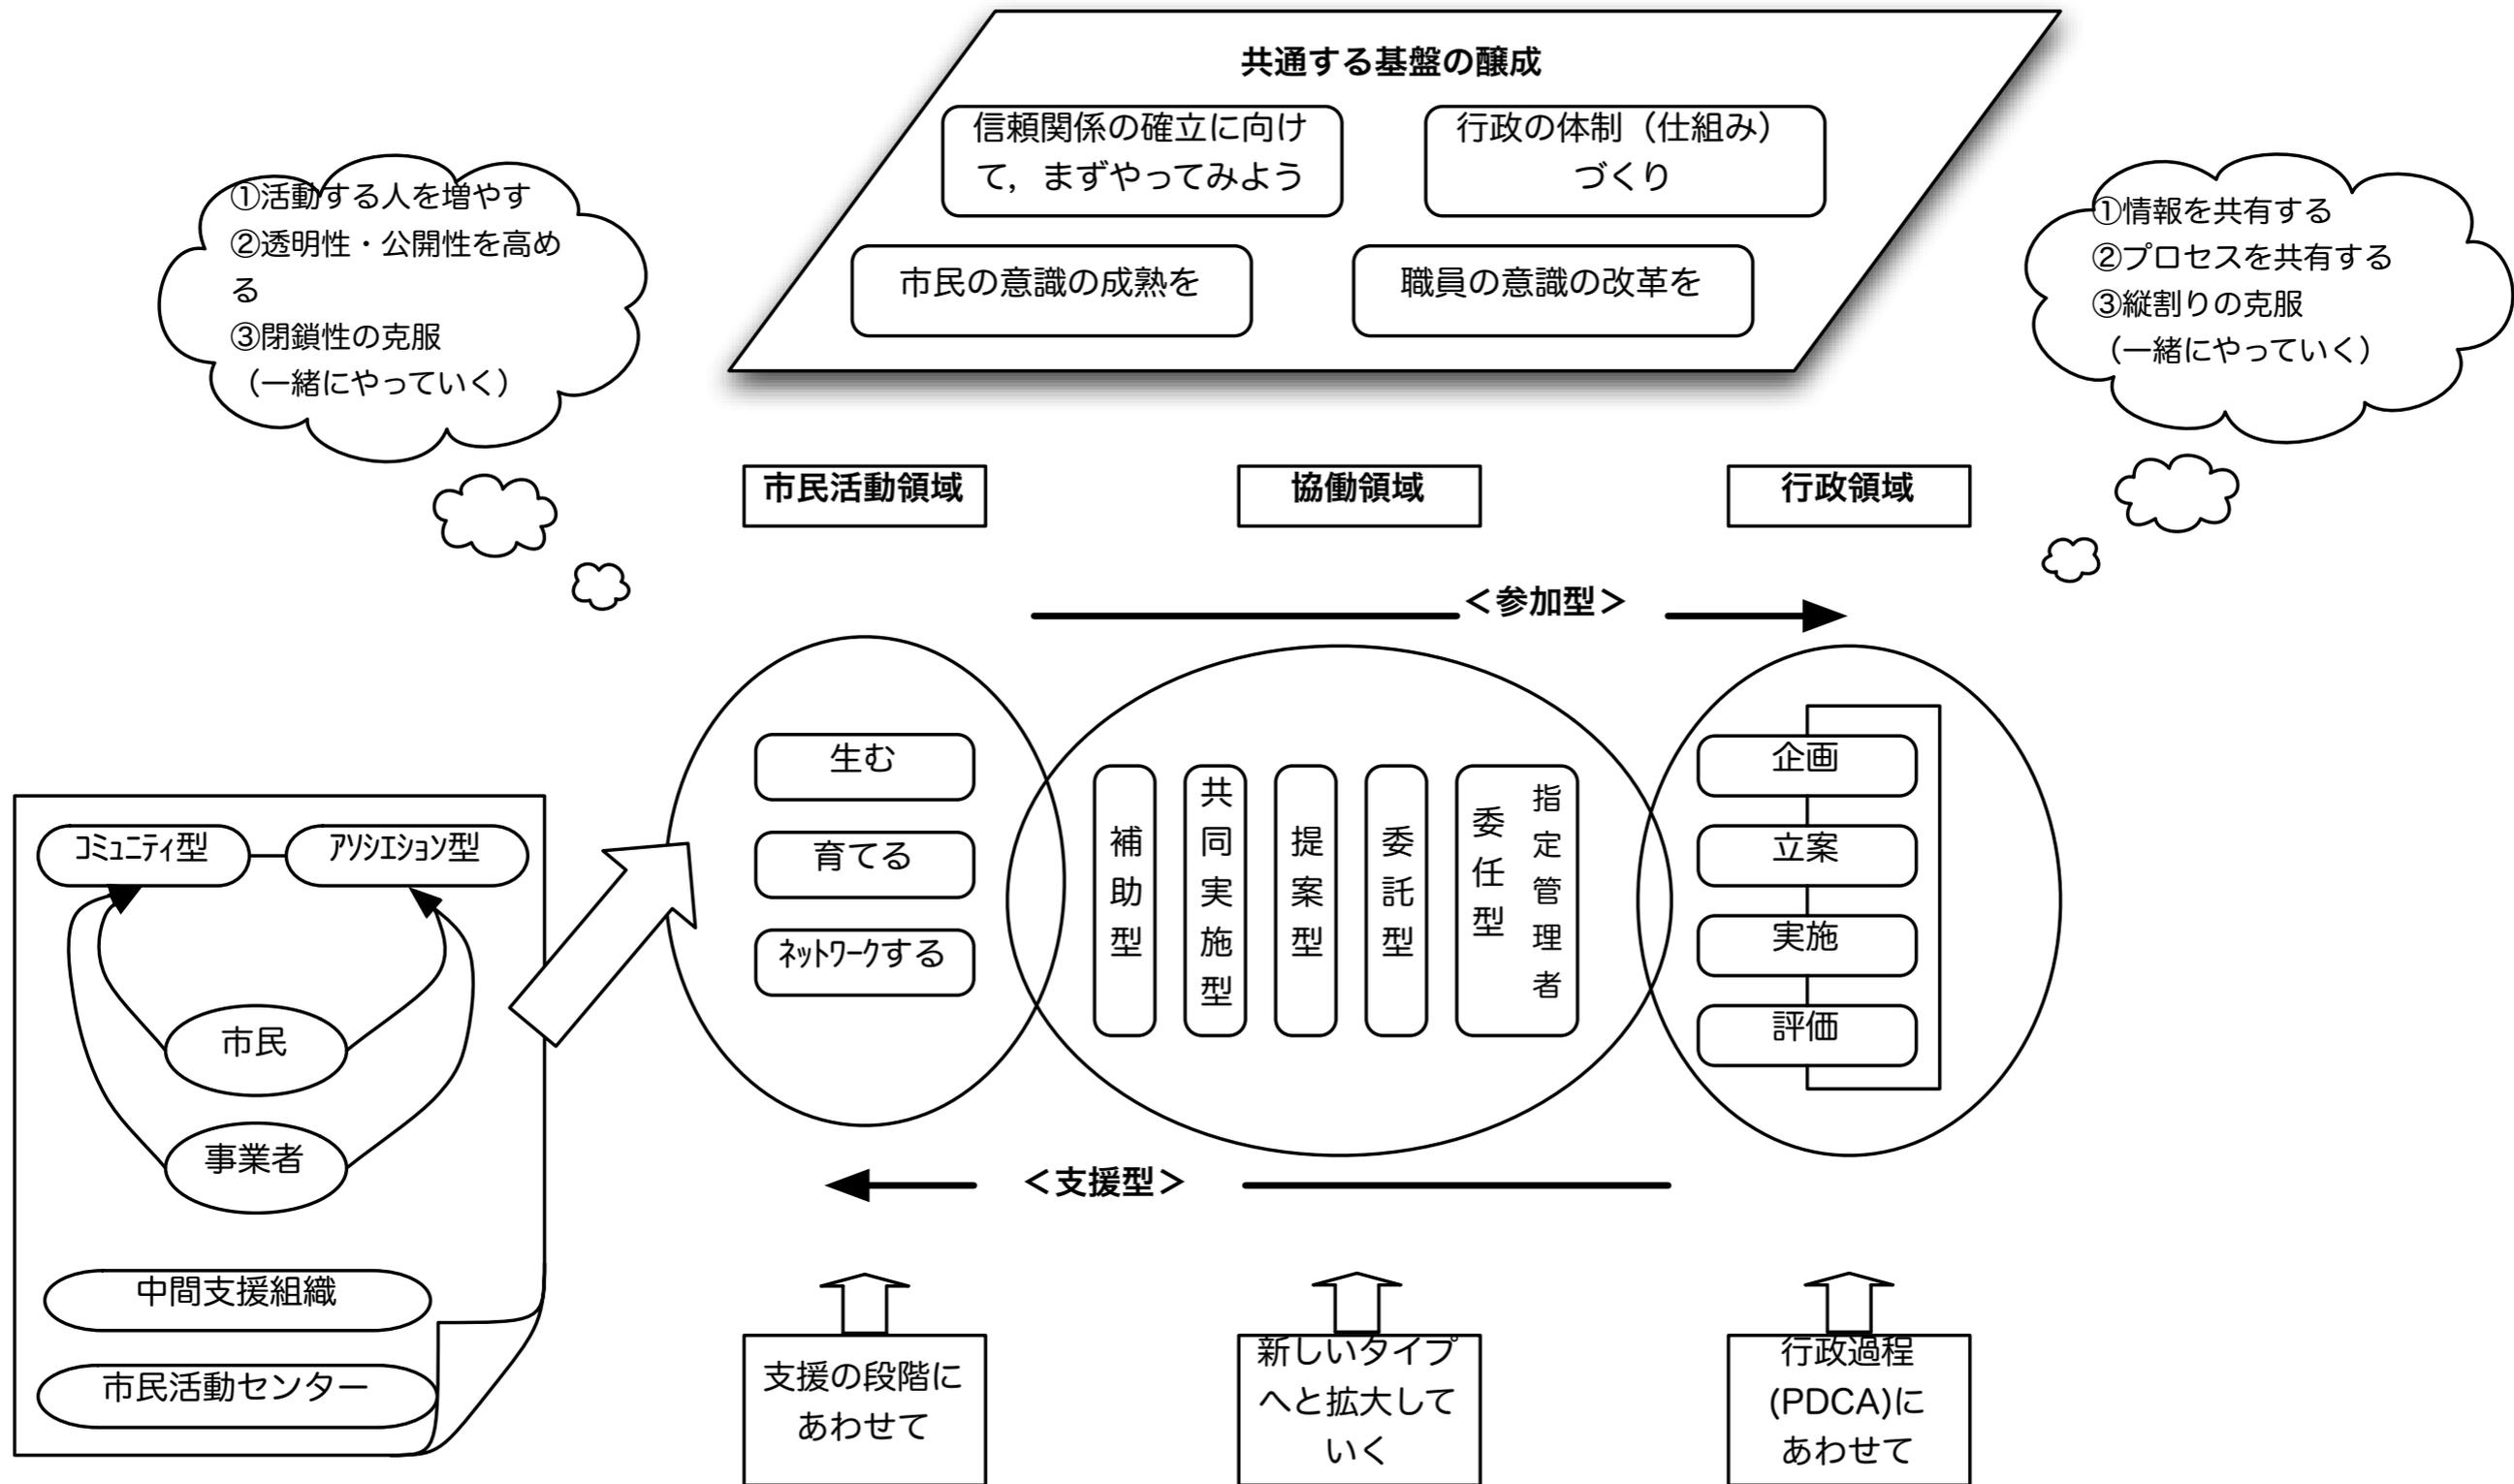 共通する基盤の醸成
信頼関係の確立に向け
て，まずやってみよう
行政の体制（仕組み）
づくり
市民の意識の成熟を
職員の意識の改革を
①活動する人を増やす
②透明性・公開性を高め
る
③閉鎖性の克服
（一緒にやっていく）
①情報を共有する
②プロセスを共有する
③縦割りの克服
（一緒にやっていく）
市民活動領域
協働領域
行政領域
＜参加型＞
生む
育てる
ﾈｯﾄﾜｰｸする
補助型
共同実施型
提案型
委託型
委任型
指定管理者
企画
立案
実施
評価
ｺﾐｭﾆﾃｨ型
ｱｿｼｴｼｮﾝ型
市民
事業者
中間支援組織
市民活動センター
＜支援型＞
支援の段階に
あわせて
新しいタイプ
へと拡大して
いく
行政過程
(PDCA)に
あわせて